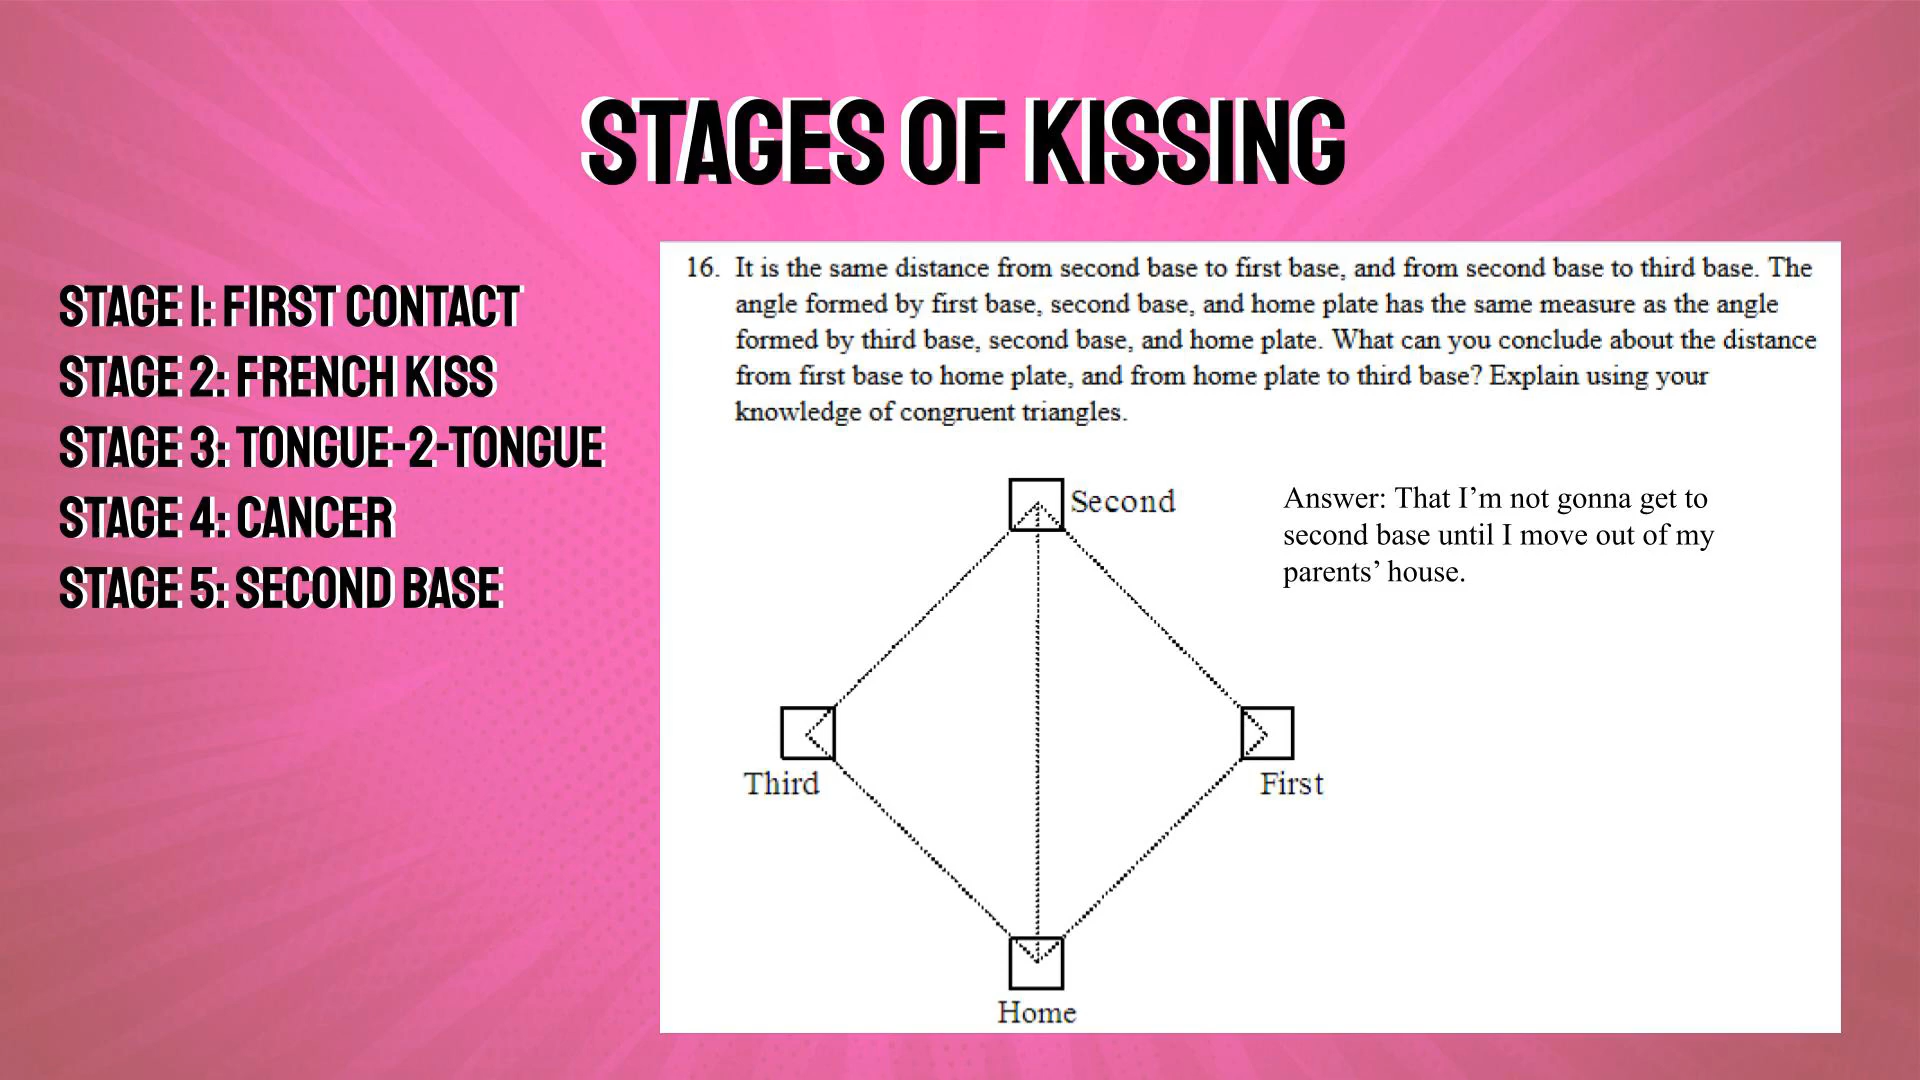 STAGES OF KISSING
STAGE 1: FIRST CONTACT
STAGE 2: FRENCH KISS
STAGE 3: TONGUE-2-TONGUE
STAGE 4: CANCER
STAGE 5: SECOND BASE
16. It is the same distance from second base to first base, and from second base to third base. The
angle formed by first base, second base, and home plate has the same measure as the angle
formed by third base, second base, and home plate. What can you conclude about the distance
from first base to home plate, and from home plate to third base? Explain using your
knowledge of congruent triangles.
Second
Answer: That I’m not gonna get to
second base until I move out of my
parents’ house.
Third
First
Home